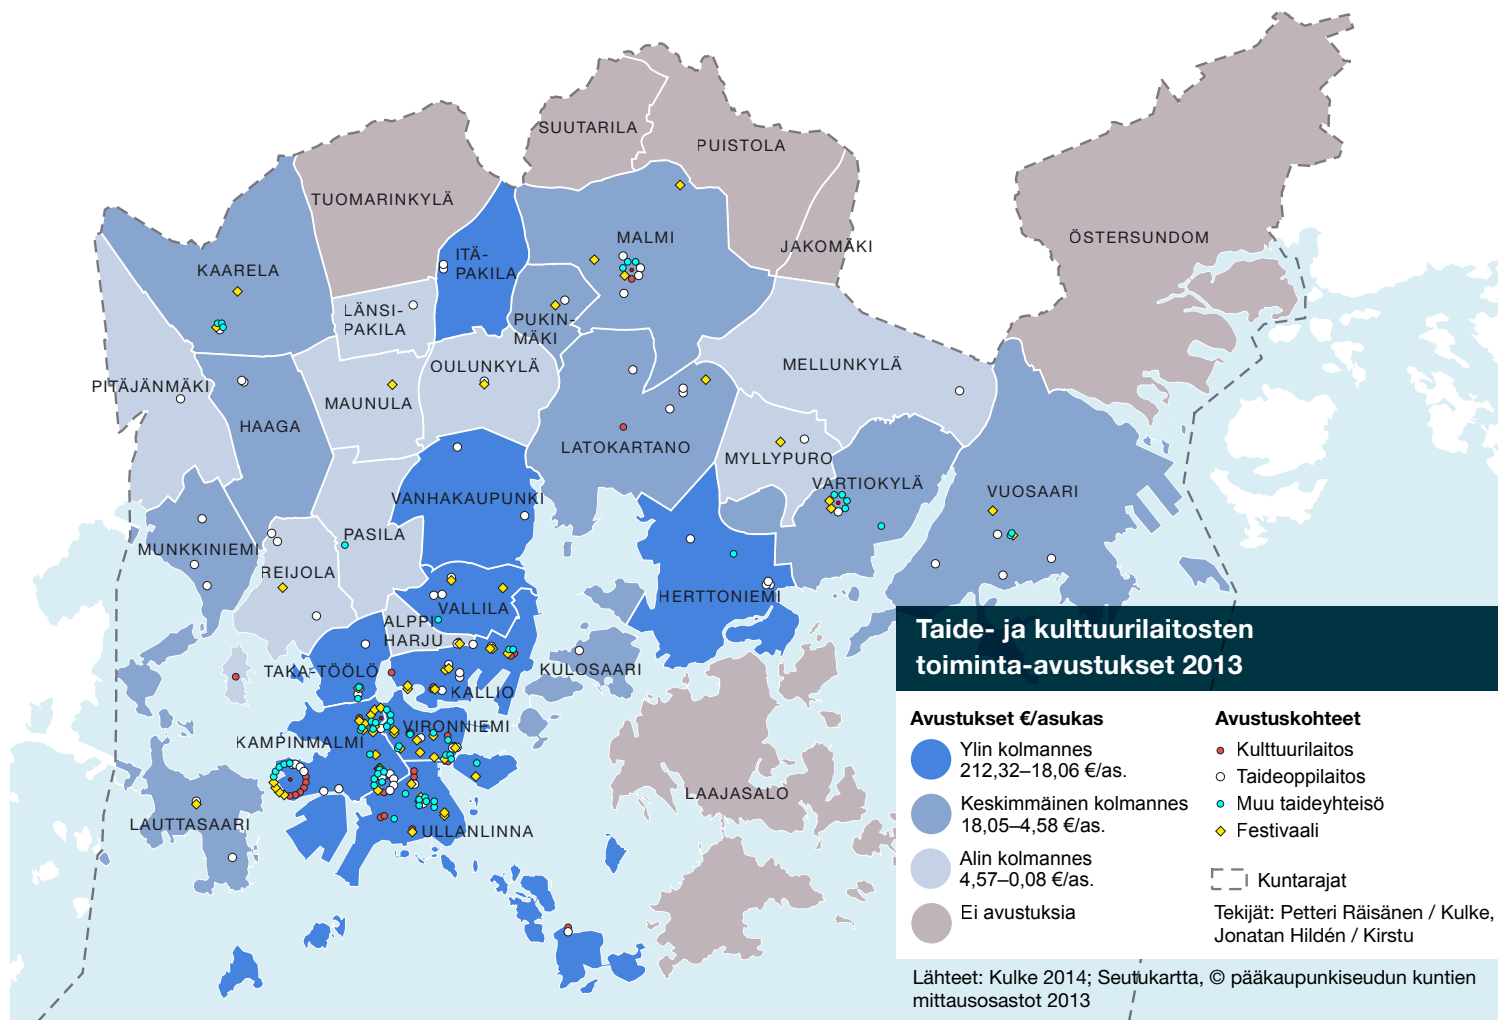 SUUTARILA
PUISTOLA
TUOMARINKYLÄ
ÖSTERSUNDOM
MALMI
JAKOMÄKI
ITÄ-
PAKILA
KAARELA
LÄNSI-
PAKILA
PUKIN-
MÄKI
OULUNKYLÄ
MELLUNKYLÄ
PITÄJÄNMÄKI
MAUNULA
HAAGA
LATOKARTANO
MYLLYPURO
VARTIOKYLÄ
VUOSAARI
VANHAKAUPUNKI
PASILA
MUNKKINIEMI
REIJOLA
HERTTONIEMI
VALLILA
ALPPI
HARJU
TAKA-TÖÖLÖ
KULOSAARI
KALLIO
VIRONNIEMI
KAMPINMALMI
LAAJASALO
LAUTTASAARI
ULLANLINNA
Taide- ja kulttuurilaitosten
toiminta-avustukset 2013
Avustukset €/asukas
Ylin kolmannes
212,32–18,06 €/as.
Keskimmäinen kolmannes
18,05–4,58 €/as.
Alin kolmannes
4,57–0,08 €/as.
Ei avustuksia
Avustuskohteet
Kulttuurilaitos
Taideoppilaitos
Muu taideyhteisö
Festivaali
Kuntarajat
Tekijät: Petteri Räisänen / Kulke,
Jonatan Hildén / Kirstu
Lähteet: Kulke 2014; Seutukartta, © pääkaupunkiseudun kuntien
mittausosastot 2013